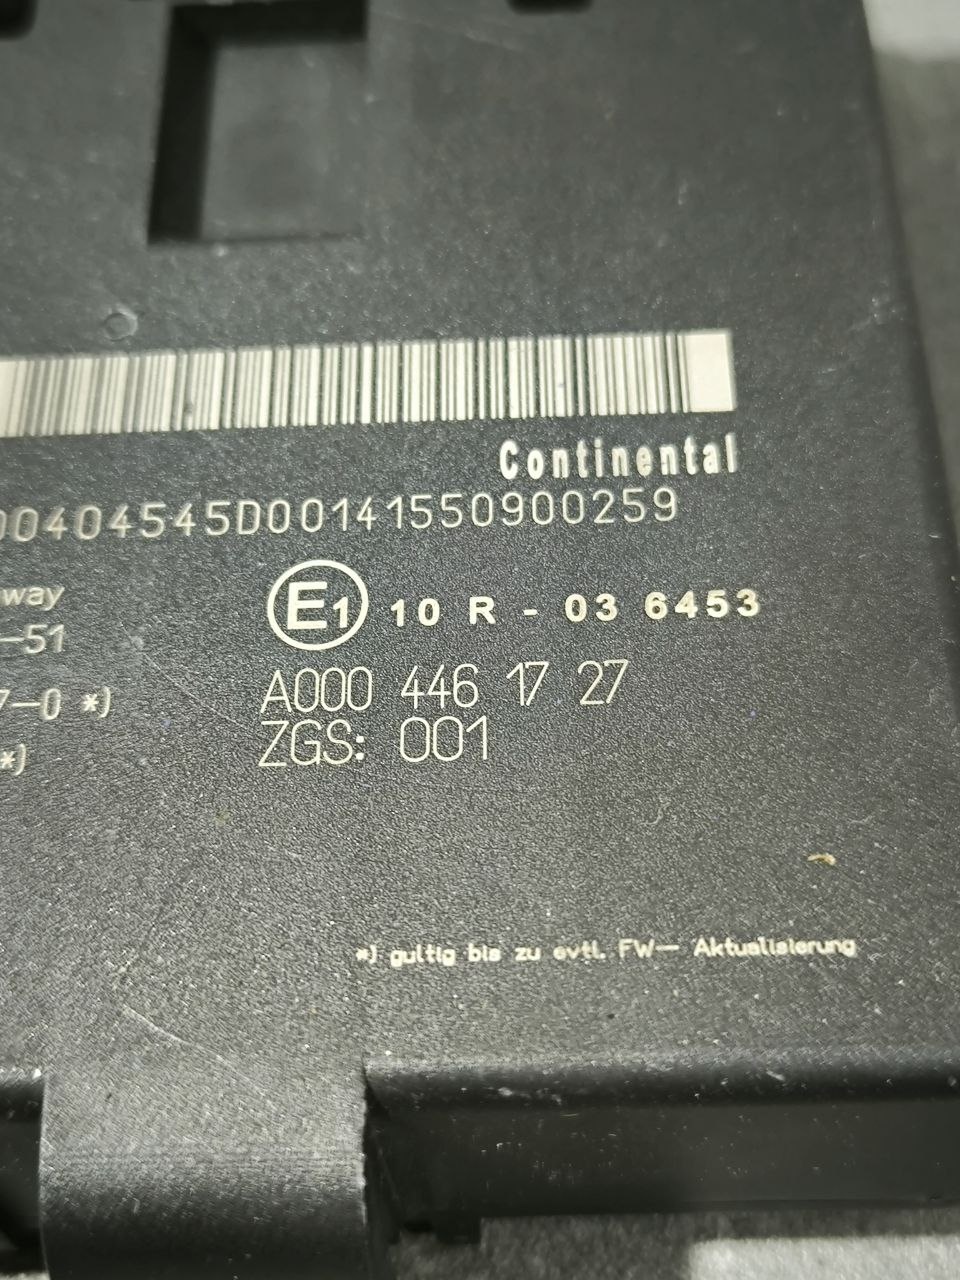 Continental
00404545D00141550900259
way
E1 10 R - 03 6453
-51
A000 446 17 27
7-0 *)
ZGS: 001
*)
*) gultig bis zu evtl. FW- Aktualisierung